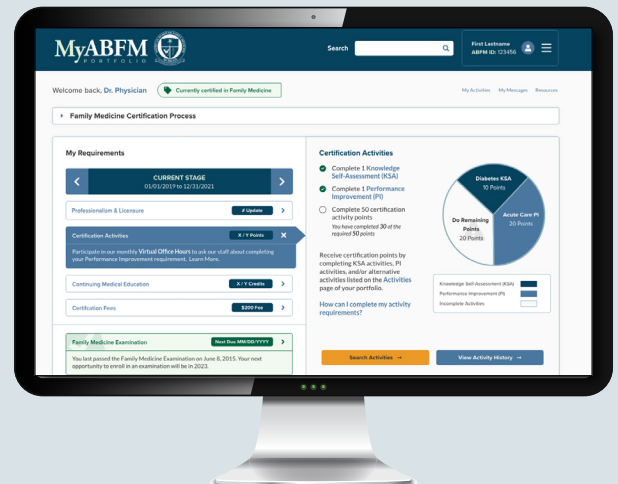 MyABFM
PORTFOLIO
Search
First Lastname
ABFM ID: 123456
Welcome back, Dr. Physician
Currently certified in Family Medicine
My Activities
My Messages
Resources
Family Medicine Certification Process
My Requirements
CURRENT STAGE
01/01/2019 to 12/31/2021
Professionalism & Licensure
# Update
Certification Activities
X / Y Points
Participate in our monthly Virtual Office Hours to ask our staff about completing
your Performance Improvement requirement. Learn More.
Continuing Medical Education
X / Y Credits
Certification Fees
$200 Fee
Family Medicine Examination
Next Due MM/DD/YYYY
You last passed the Family Medicine Examination on June 8, 2015. Your next
opportunity to enroll in an examination will be in 2023.
Certification Activities
Complete 1 Knowledge
Self-Assessment (KSA)
Complete 1 Performance
Improvement (PI)
Complete 50 certification
activity points
You have completed 30 of the
required 50 points
Receive certification points by
completing KSA activities, PI
activities, and/or alternative
activities listed on the Activities
page of your portfolio.
How can I complete my activity
requirements?
Diabetes KSA
10 Points
Acute Care PI
20 Points
Do Remaining
Points
20 Points
Knowledge Self-Assessment (KSA)
Performance Improvement (PI)
Incomplete Activities
Search Activities →
View Activity History →